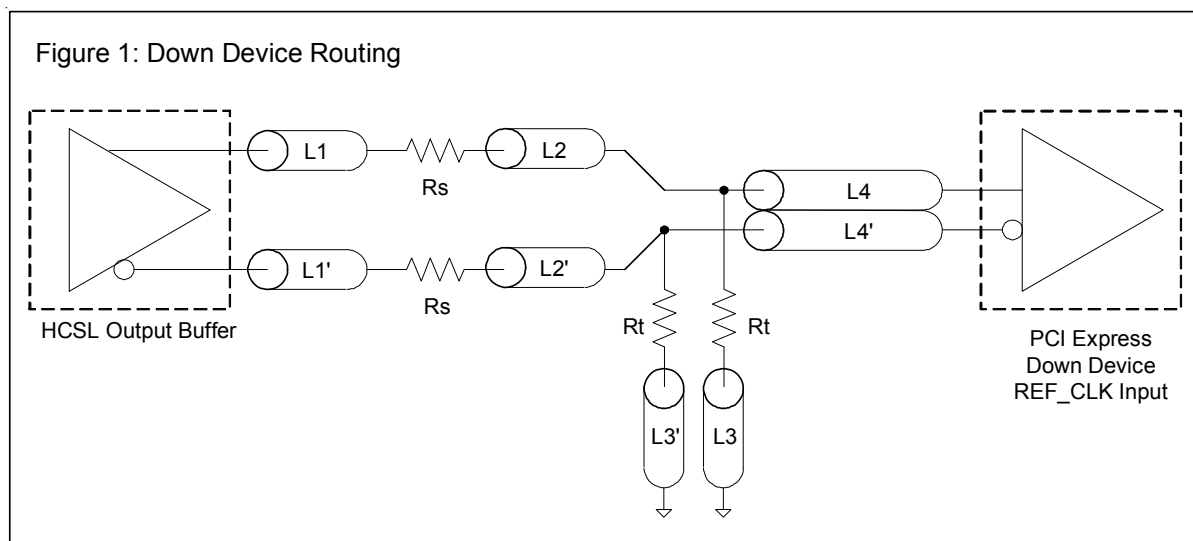 Figure 1: Down Device Routing
L1
Rs
L2
L4
L4'
L1'
Rs
L2'
HCSL Output Buffer
Rt
Rt
L3'
L3
PCI Express
Down Device
REF_CLK Input